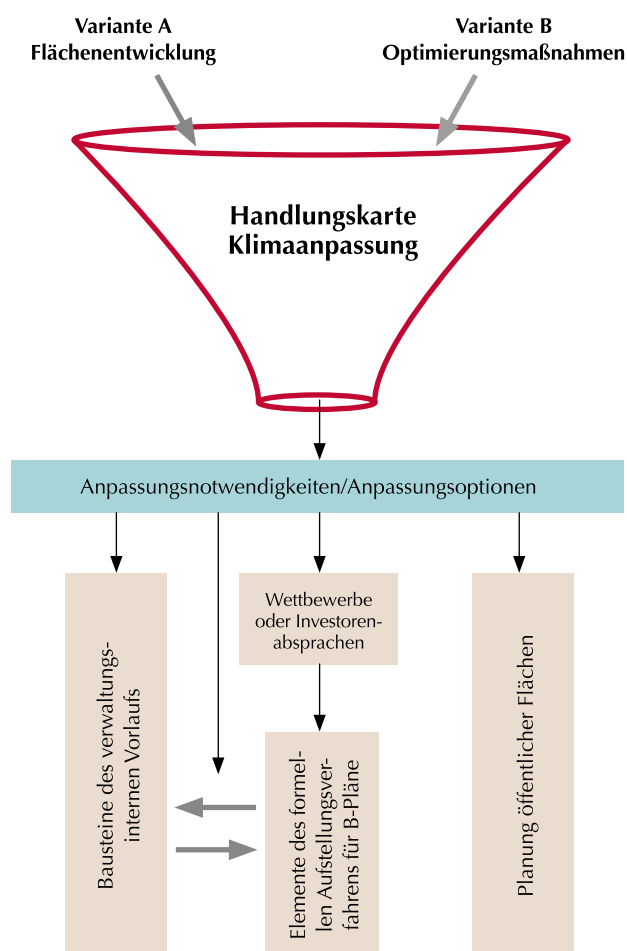 Variante A
Flächenentwicklung
Variante B
Optimierungsmaßnahmen
Handlungskarte
Klimaanpassung
Anpassungsnotwendigkeiten/Anpassungsoptionen
Bausteine des verwaltungs-
internen Vorlaufs
Wettbewerbe
oder Investoren-
absprachen
Elemente des formel-
len Aufstellungsver-
fahrens für B-Pläne
Planung öffentlicher Flächen